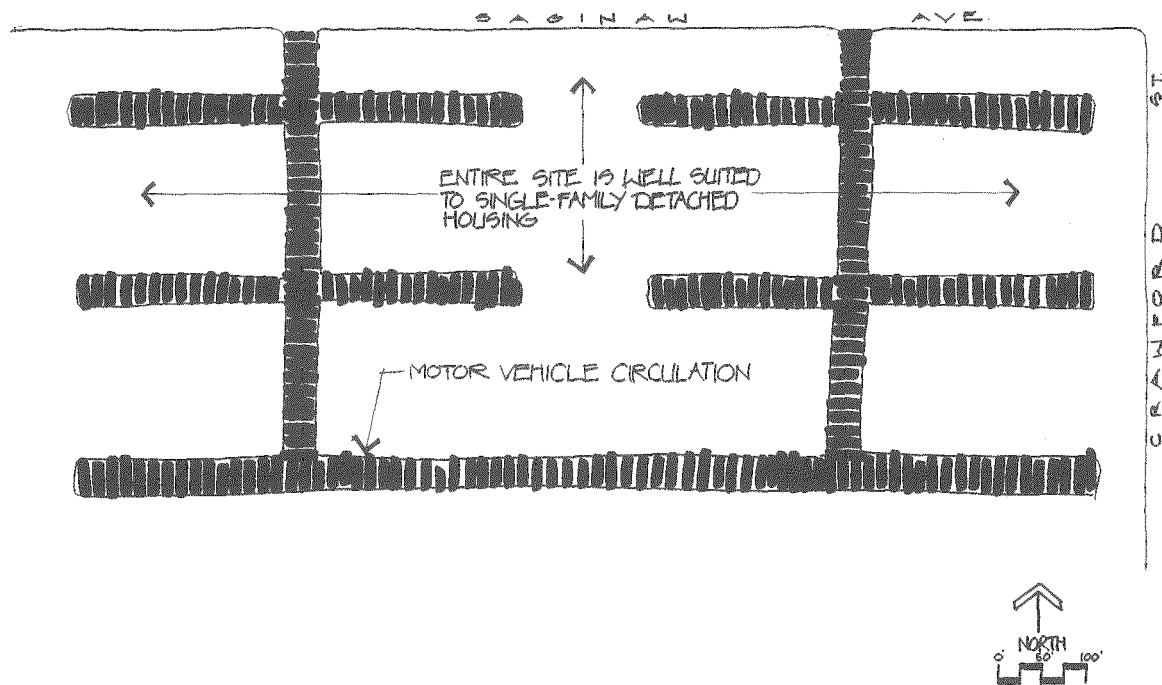 SAGINAW AVE.
CRAWFORD ST.
ENTIRE SITE IS WELL SUITED
TO SINGLE-FAMILY DETACHED
HOUSING
MOTOR VEHICLE CIRCULATION
NORTH
0' 50' 100'